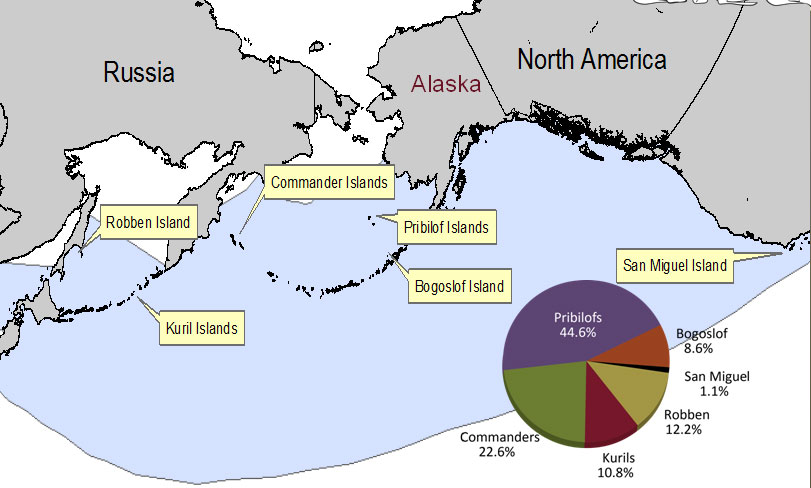 Russia
Alaska
North America
Commander Islands
Robben Island
Pribilof Islands
San Miguel Island
Bogoslof Island
Kuril Islands
Pribilofs
44.6%
Bogoslof
8.6%
San Miguel
1.1%
Robben
12.2%
Commanders
22.6%
Kurils
10.8%